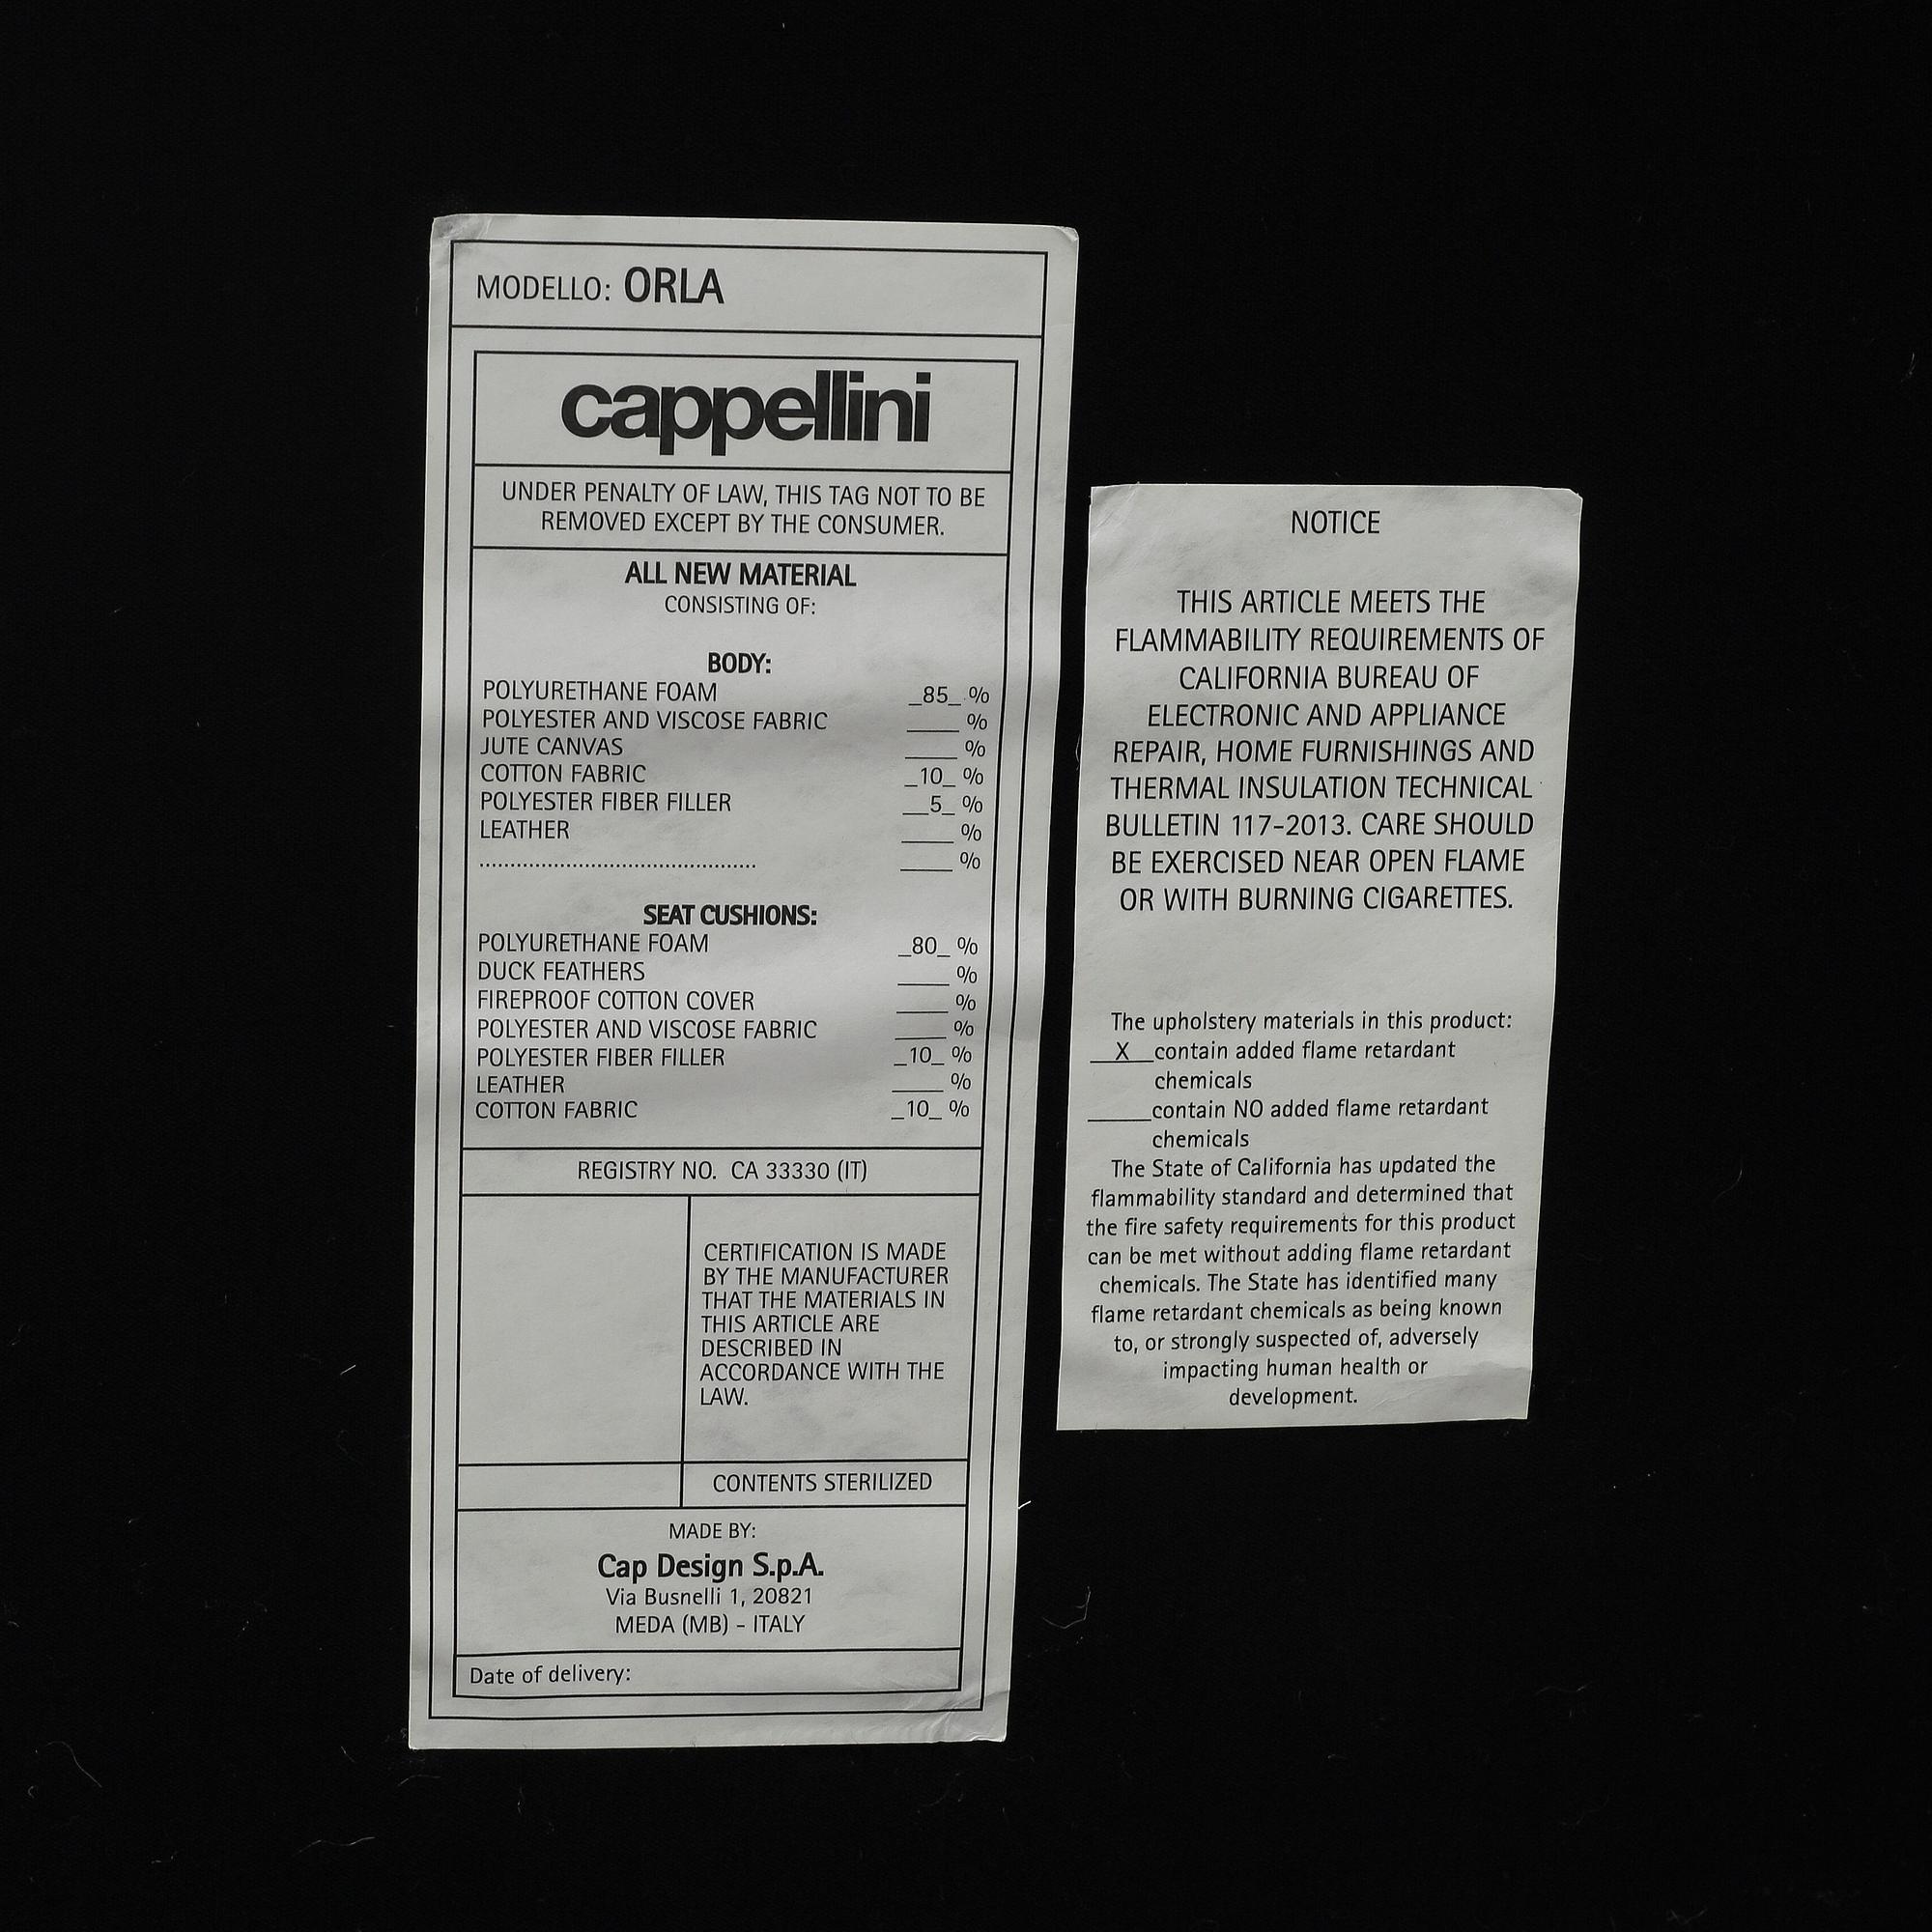 MODELLO: ORLA
cappellini
UNDER PENALTY OF LAW, THIS TAG NOT TO BE
REMOVED EXCEPT BY THE CONSUMER.
ALL NEW MATERIAL
CONSISTING OF:
BODY:
POLYURETHANE FOAM _85_ %
POLYESTER AND VISCOSE FABRIC ____ %
JUTE CANVAS ____ %
COTTON FABRIC _10_ %
POLYESTER FIBER FILLER __5_ %
LEATHER ____ %
............................................. ____ %
SEAT CUSHIONS:
POLYURETHANE FOAM _80_ %
DUCK FEATHERS ____ %
FIREPROOF COTTON COVER ____ %
POLYESTER AND VISCOSE FABRIC ____ %
POLYESTER FIBER FILLER _10_ %
LEATHER ____ %
COTTON FABRIC _10_ %
REGISTRY NO. CA 33330 (IT)
CERTIFICATION IS MADE
BY THE MANUFACTURER
THAT THE MATERIALS IN
THIS ARTICLE ARE
DESCRIBED IN
ACCORDANCE WITH THE
LAW.
CONTENTS STERILIZED
MADE BY:
Cap Design S.p.A.
Via Busnelli 1, 20821
MEDA (MB) - ITALY
Date of delivery:
NOTICE
THIS ARTICLE MEETS THE
FLAMMABILITY REQUIREMENTS OF
CALIFORNIA BUREAU OF
ELECTRONIC AND APPLIANCE
REPAIR, HOME FURNISHINGS AND
THERMAL INSULATION TECHNICAL
BULLETIN 117-2013. CARE SHOULD
BE EXERCISED NEAR OPEN FLAME
OR WITH BURNING CIGARETTES.
The upholstery materials in this product:
__X__contain added flame retardant
chemicals
_____contain NO added flame retardant
chemicals
The State of California has updated the
flammability standard and determined that
the fire safety requirements for this product
can be met without adding flame retardant
chemicals. The State has identified many
flame retardant chemicals as being known
to, or strongly suspected of, adversely
impacting human health or
development.